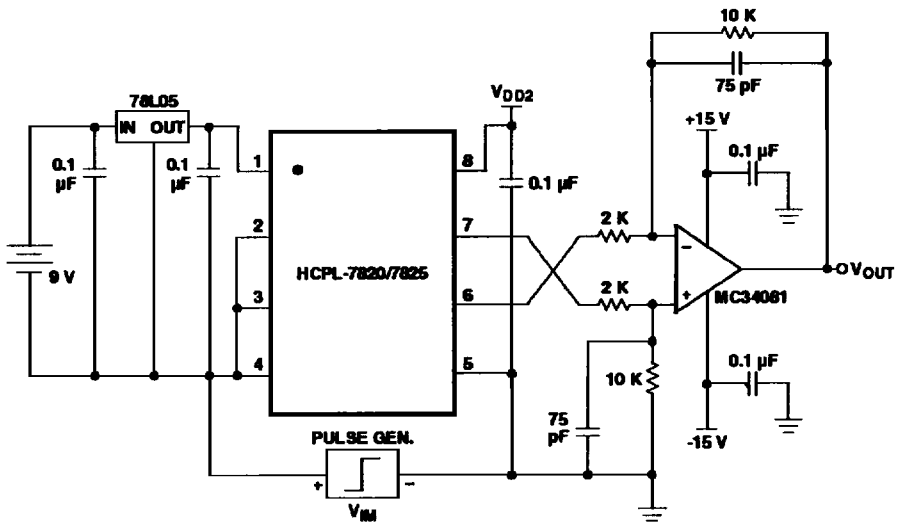 10 K
75 pF
78L05
IN OUT
0.1
µF
0.1
µF
9 V
1
2
3
4
8
7
6
5
HCPL-7820/7825
VDD2
0.1 µF
2 K
2 K
+15 V
0.1 µF
−
+
MC34081
VOUT
0.1 µF
-15 V
10 K
75
pF
PULSE GEN.
+ −
VIM